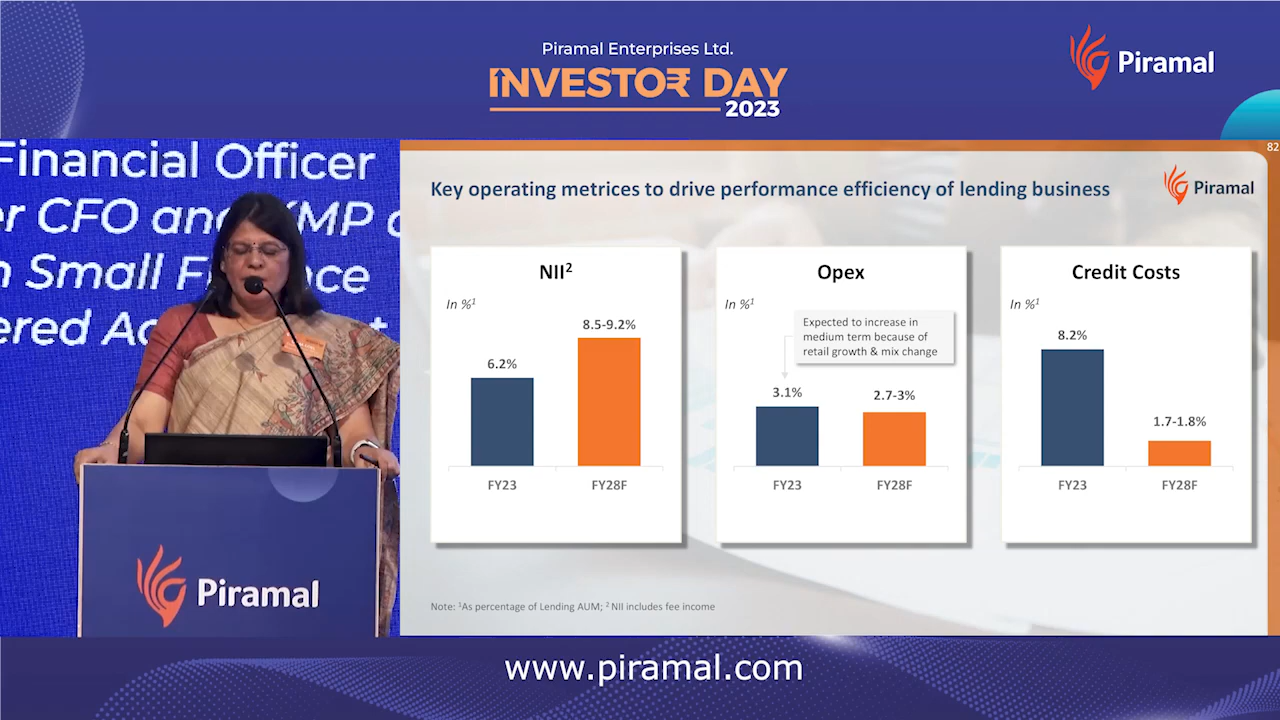 Piramal Enterprises Ltd.
INVESTO₹ DAY
2023
Piramal
Financial Officer
CFO and
Small
82
Key operating metrices to drive performance efficiency of lending business
Piramal
NII²
In %¹
6.2%
8.5-9.2%
FY23
FY28F
Opex
In %¹
Expected to increase in
medium term because of
retail growth & mix change
3.1%
2.7-3%
FY23
FY28F
Credit Costs
In %¹
8.2%
1.7-1.8%
FY23
FY28F
Note: ¹As percentage of Lending AUM; ² NII includes fee income
Piramal
www.piramal.com